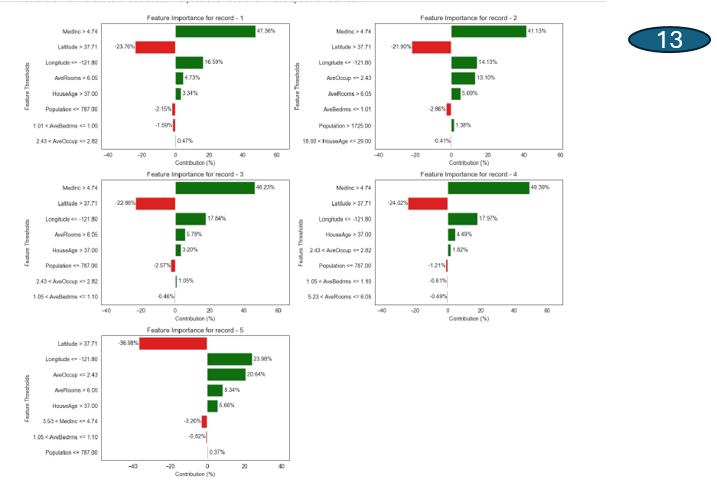 13
Feature Importance for record - 1
Feature Thresholds
MedInc > 4.74 47.36%
Latitude > 37.71 -23.76%
Longitude <= -121.80 16.59%
AveRooms > 6.05 4.73%
HouseAge > 37.00 3.34%
Population <= 787.00 -2.15%
1.01 < AveBedrms <= 1.05 -1.59%
2.43 < AveOccup <= 2.82 0.47%
-40 -20 0 20 40 60
Contribution (%)
Feature Importance for record - 2
Feature Thresholds
MedInc > 4.74 41.13%
Latitude > 37.71 -21.90%
Longitude <= -121.80 14.13%
AveOccup <= 2.43 13.10%
AveRooms > 6.05 5.09%
AveBedrms <= 1.01 -2.86%
Population > 1725.00 1.38%
18.00 < HouseAge <= 29.00 -0.41%
-40 -20 0 20 40 60
Contribution (%)
Feature Importance for record - 3
Feature Thresholds
MedInc > 4.74 46.23%
Latitude > 37.71 -22.86%
Longitude <= -121.80 17.84%
AveRooms > 6.05 5.78%
HouseAge > 37.00 3.20%
Population <= 787.00 -2.57%
2.43 < AveOccup <= 2.82 1.05%
1.05 < AveBedrms <= 1.10 -0.46%
-40 -20 0 20 40 60
Contribution (%)
Feature Importance for record - 4
Feature Thresholds
MedInc > 4.74 49.39%
Latitude > 37.71 -24.02%
Longitude <= -121.80 17.97%
HouseAge > 37.00 4.49%
2.43 < AveOccup <= 2.82 1.82%
Population <= 787.00 -1.21%
1.05 < AveBedrms <= 1.10 -0.61%
5.23 < AveRooms <= 6.05 -0.49%
-40 -20 0 20 40 60
Contribution (%)
Feature Importance for record - 5
Feature Thresholds
Latitude > 37.71 -36.98%
Longitude <= -121.80 23.98%
AveOccup <= 2.43 20.64%
AveRooms > 6.05 8.34%
HouseAge > 37.00 5.66%
3.53 < MedInc <= 4.74 -3.20%
1.05 < AveBedrms <= 1.10 -0.82%
Population <= 787.00 0.37%
-40 -20 0 20 40
Contribution (%)